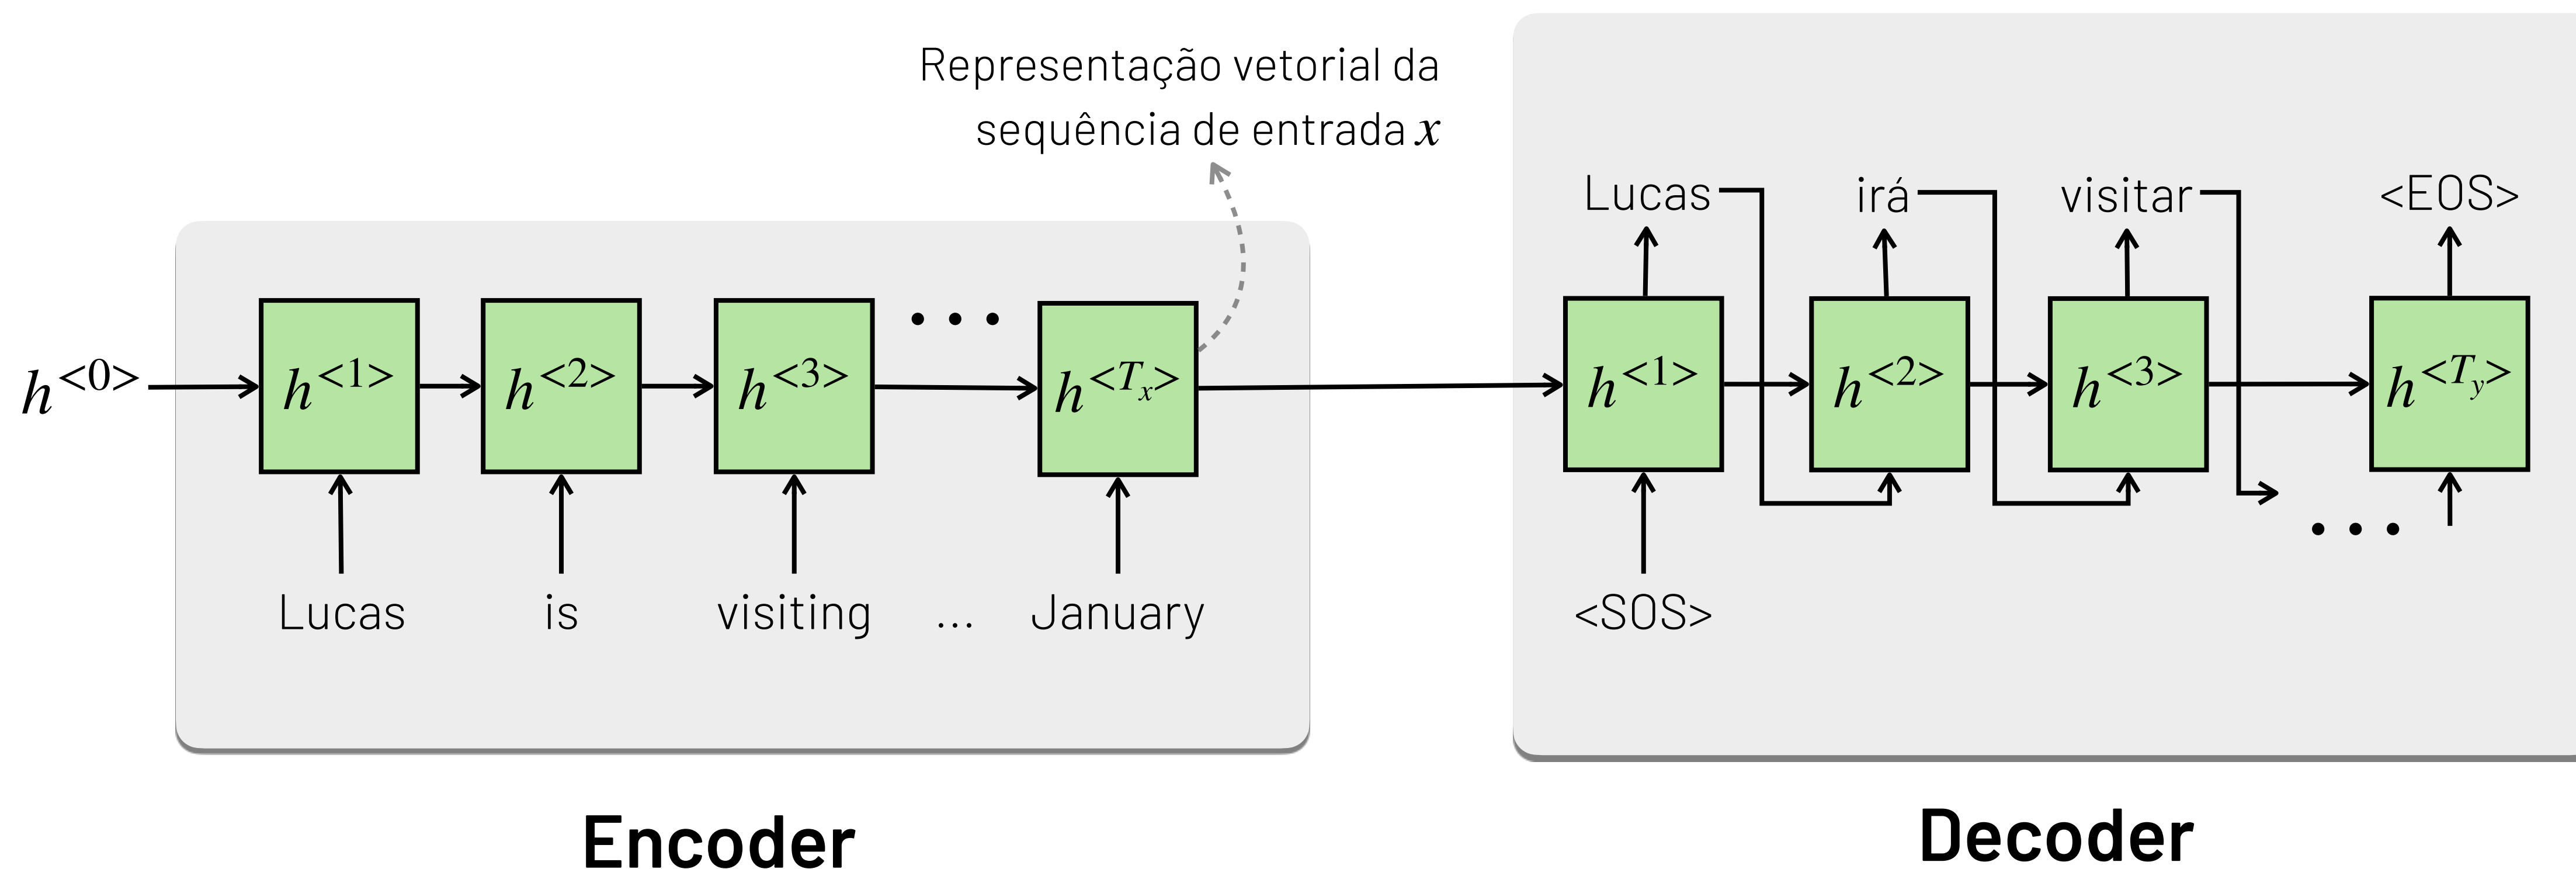 Representação vetorial da
sequência de entrada x
Lucas irá visitar <EOS>
h<0> h<1> h<2> h<3> ... h<Tx> h<1> h<2> h<3> h<Ty>
...
Lucas is visiting ... January <SOS>
Encoder Decoder